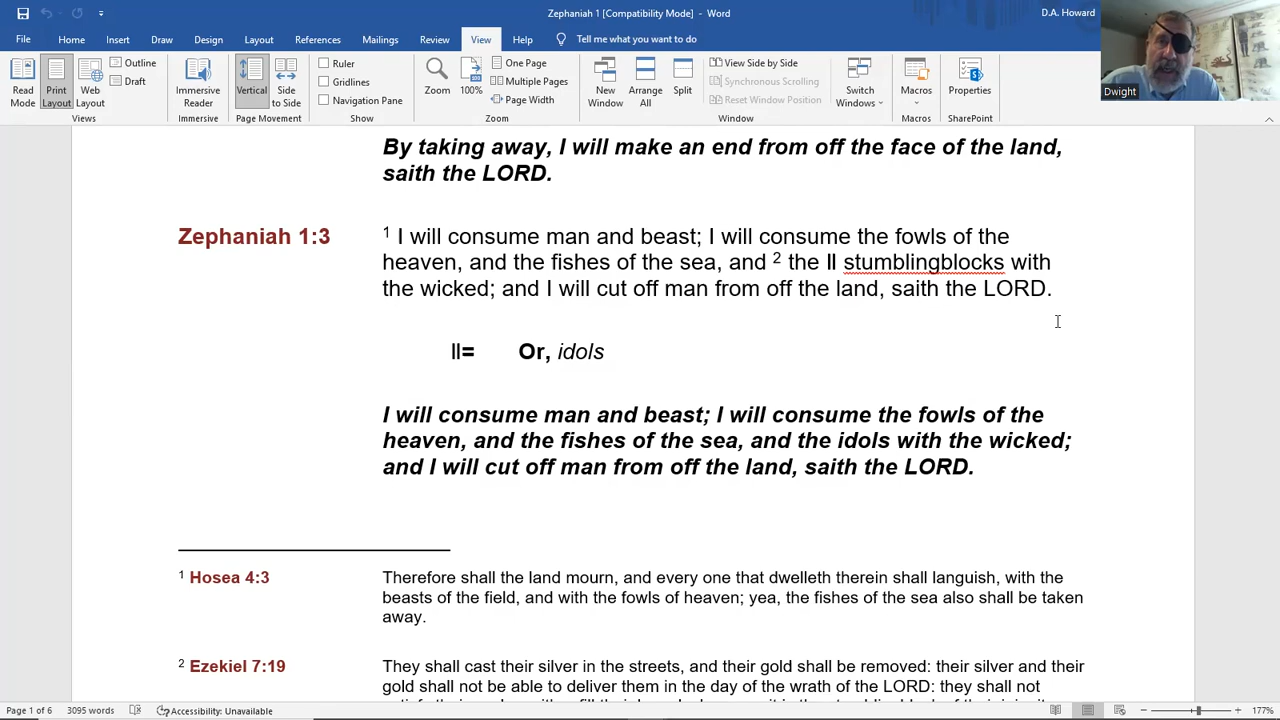 Zephaniah 1 [Compatibility Mode] - Word
D.A. Howard
File Home Insert Draw Design Layout References Mailings Review View Help Tell me what you want to do
Read Mode
Print Layout
Web Layout
Outline
Draft
Views
Immersive Reader
Immersive
Vertical
Side to Side
Page Movement
Ruler
Gridlines
Navigation Pane
Show
Zoom
100%
One Page
Multiple Pages
Page Width
Zoom
New Window
Arrange All
Split
View Side by Side
Synchronous Scrolling
Reset Window Position
Window
Switch Windows
Macros
Macros
Properties
SharePoint
Dwight
By taking away, I will make an end from off the face of the land,
saith the LORD.
Zephaniah 1:3 1 I will consume man and beast; I will consume the fowls of the
heaven, and the fishes of the sea, and 2 the ǁ stumblingblocks with
the wicked; and I will cut off man from off the land, saith the LORD.
ǁ= Or, idols
I will consume man and beast; I will consume the fowls of the
heaven, and the fishes of the sea, and the idols with the wicked;
and I will cut off man from off the land, saith the LORD.
1 Hosea 4:3 Therefore shall the land mourn, and every one that dwelleth therein shall languish, with the
beasts of the field, and with the fowls of heaven; yea, the fishes of the sea also shall be taken
away.
2 Ezekiel 7:19 They shall cast their silver in the streets, and their gold shall be removed: their silver and their
gold shall not be able to deliver them in the day of the wrath of the LORD: they shall not
Page 1 of 6 3095 words Accessibility: Unavailable 177%